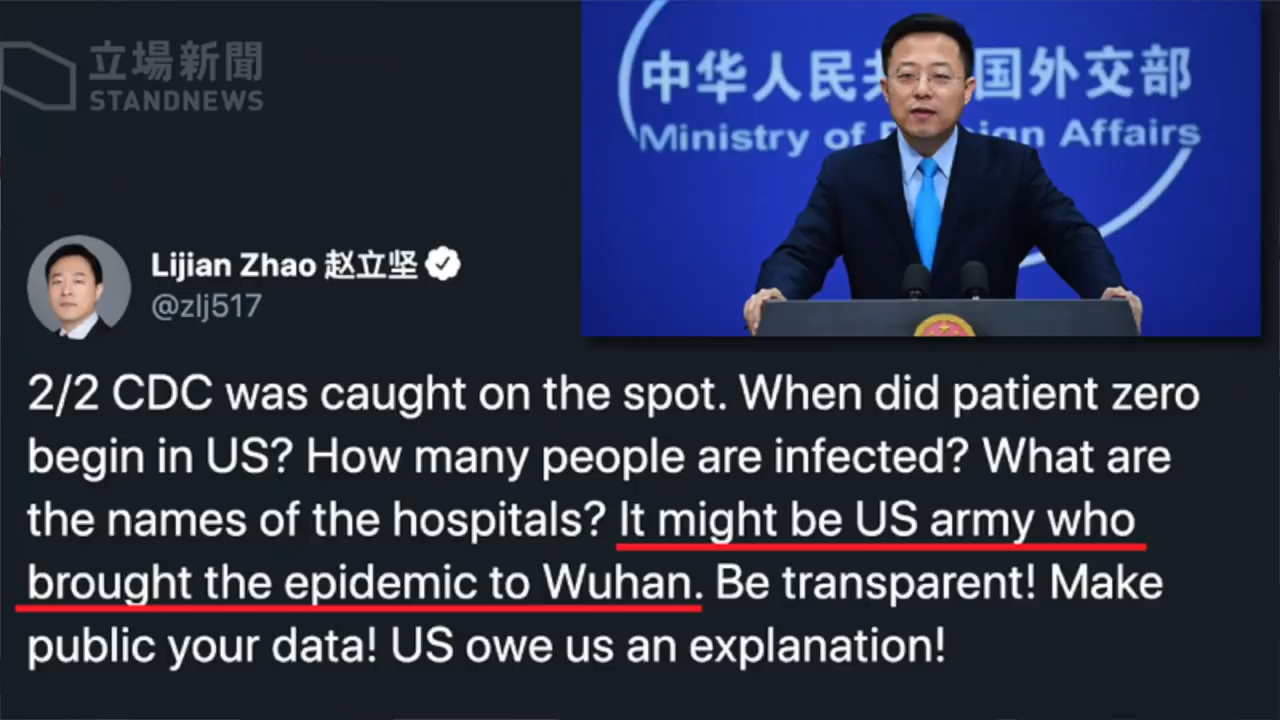 立場新聞
STANDNEWS
中华人民共 国外交部
Ministry of F ign Affairs
Lijian Zhao 赵立坚
@zlj517
2/2 CDC was caught on the spot. When did patient zero
begin in US? How many people are infected? What are
the names of the hospitals? It might be US army who
brought the epidemic to Wuhan. Be transparent! Make
public your data! US owe us an explanation!